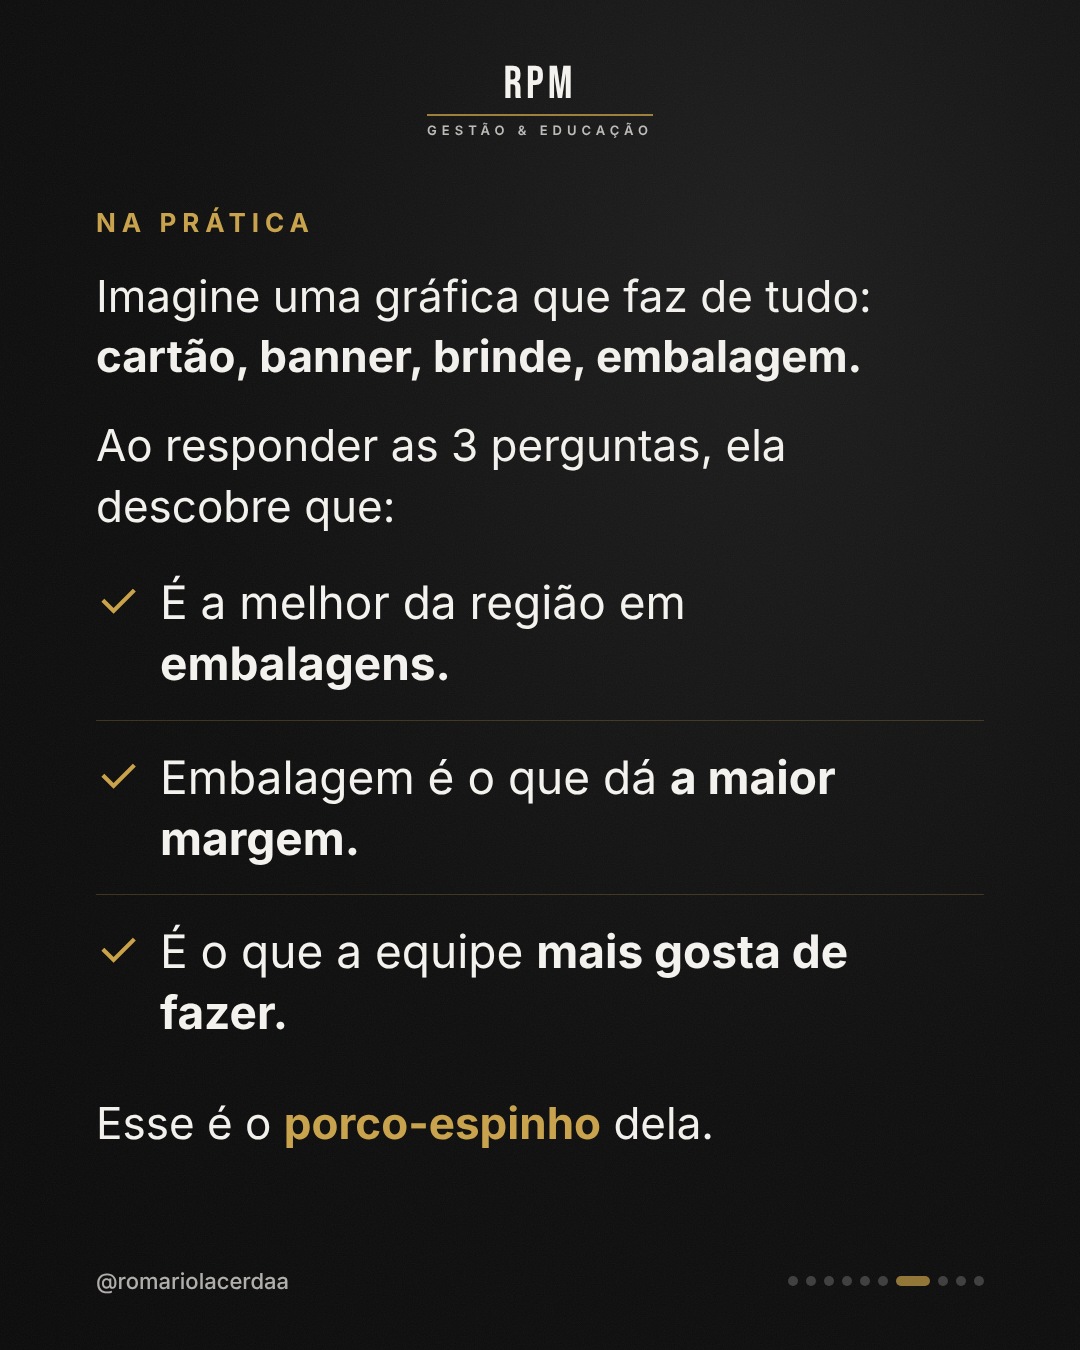 RPM
GESTÃO & EDUCAÇÃO
NA PRÁTICA
Imagine uma gráfica que faz de tudo:
cartão, banner, brinde, embalagem.
Ao responder as 3 perguntas, ela
descobre que:
É a melhor da região em
embalagens.
Embalagem é o que dá a maior
margem.
É o que a equipe mais gosta de
fazer.
Esse é o porco-espinho dela.
@romariolacerdaa